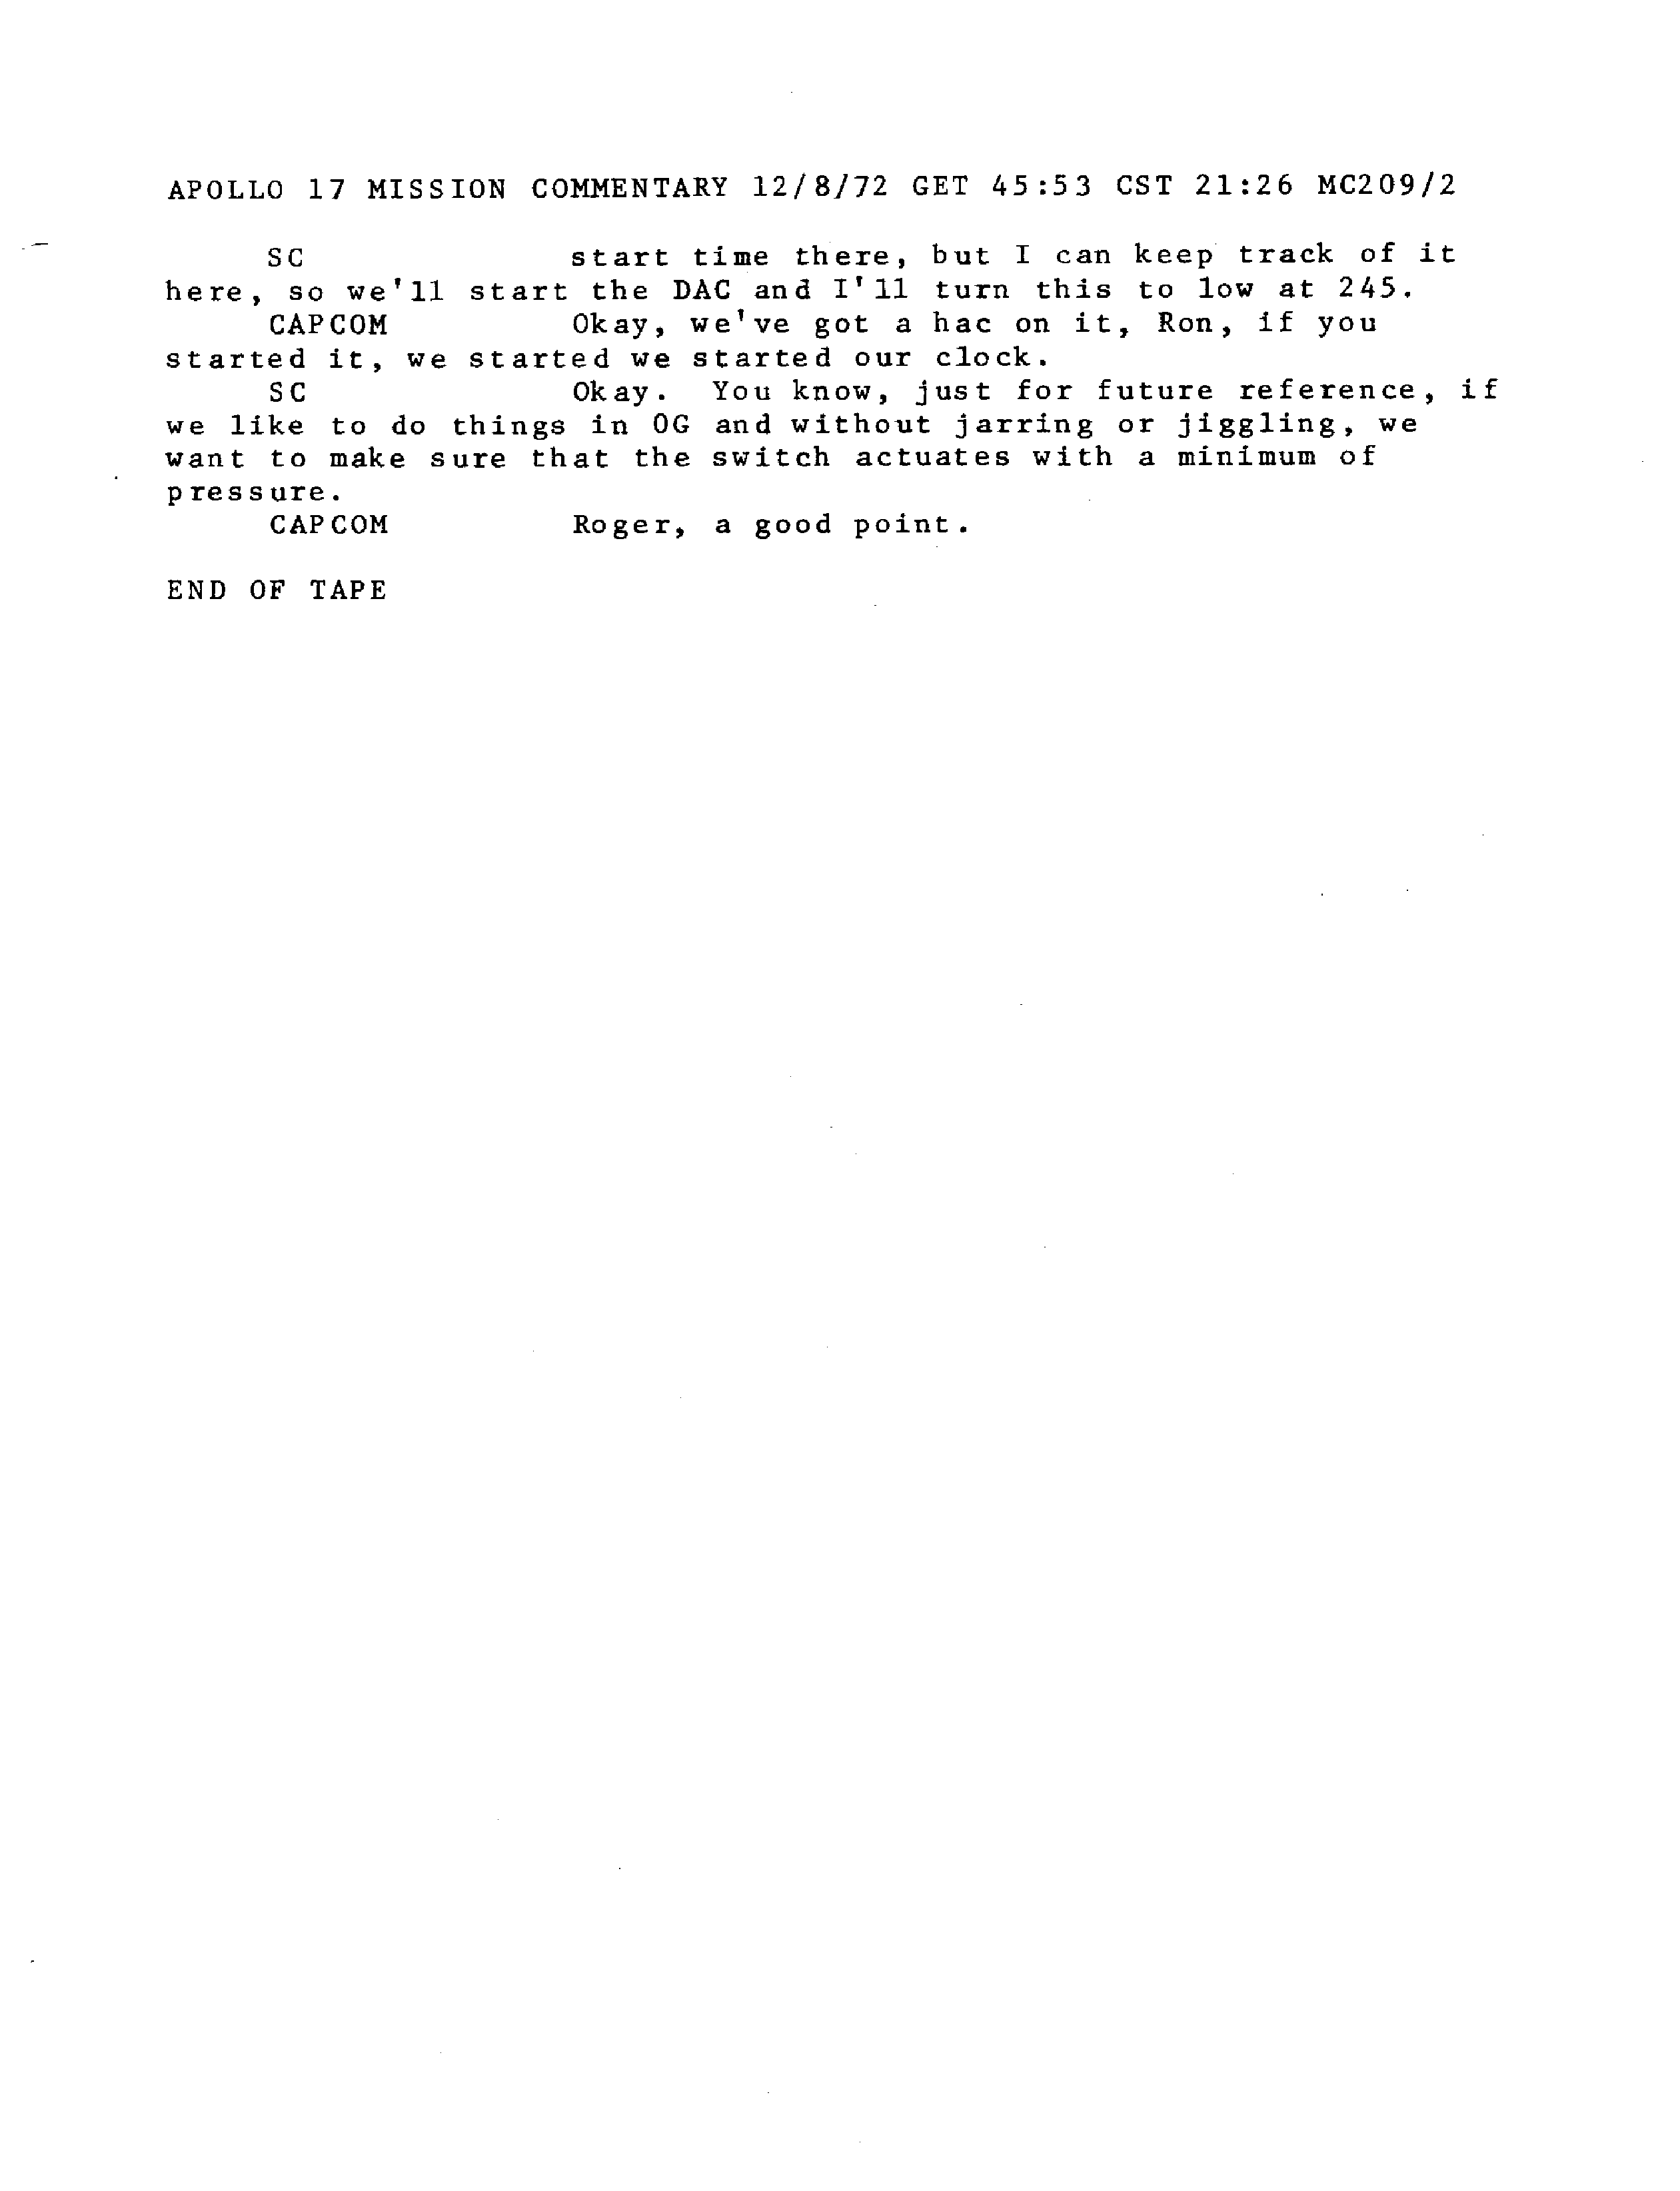 APOLLO 17 MISSION COMMENTARY 12/8/72 GET 45:53 CST 21:26 MC209/2
SC start time there, but I can keep track of it
here, so we'll start the DAC and I'll turn this to low at 245.
CAPCOM Okay, we've got a hac on it, Ron, if you
started it, we started we started our clock.
SC Okay. You know, just for future reference, if
we like to do things in OG and without jarring or jiggling, we
want to make sure that the switch actuates with a minimum of
pressure.
CAPCOM Roger, a good point.
END OF TAPE